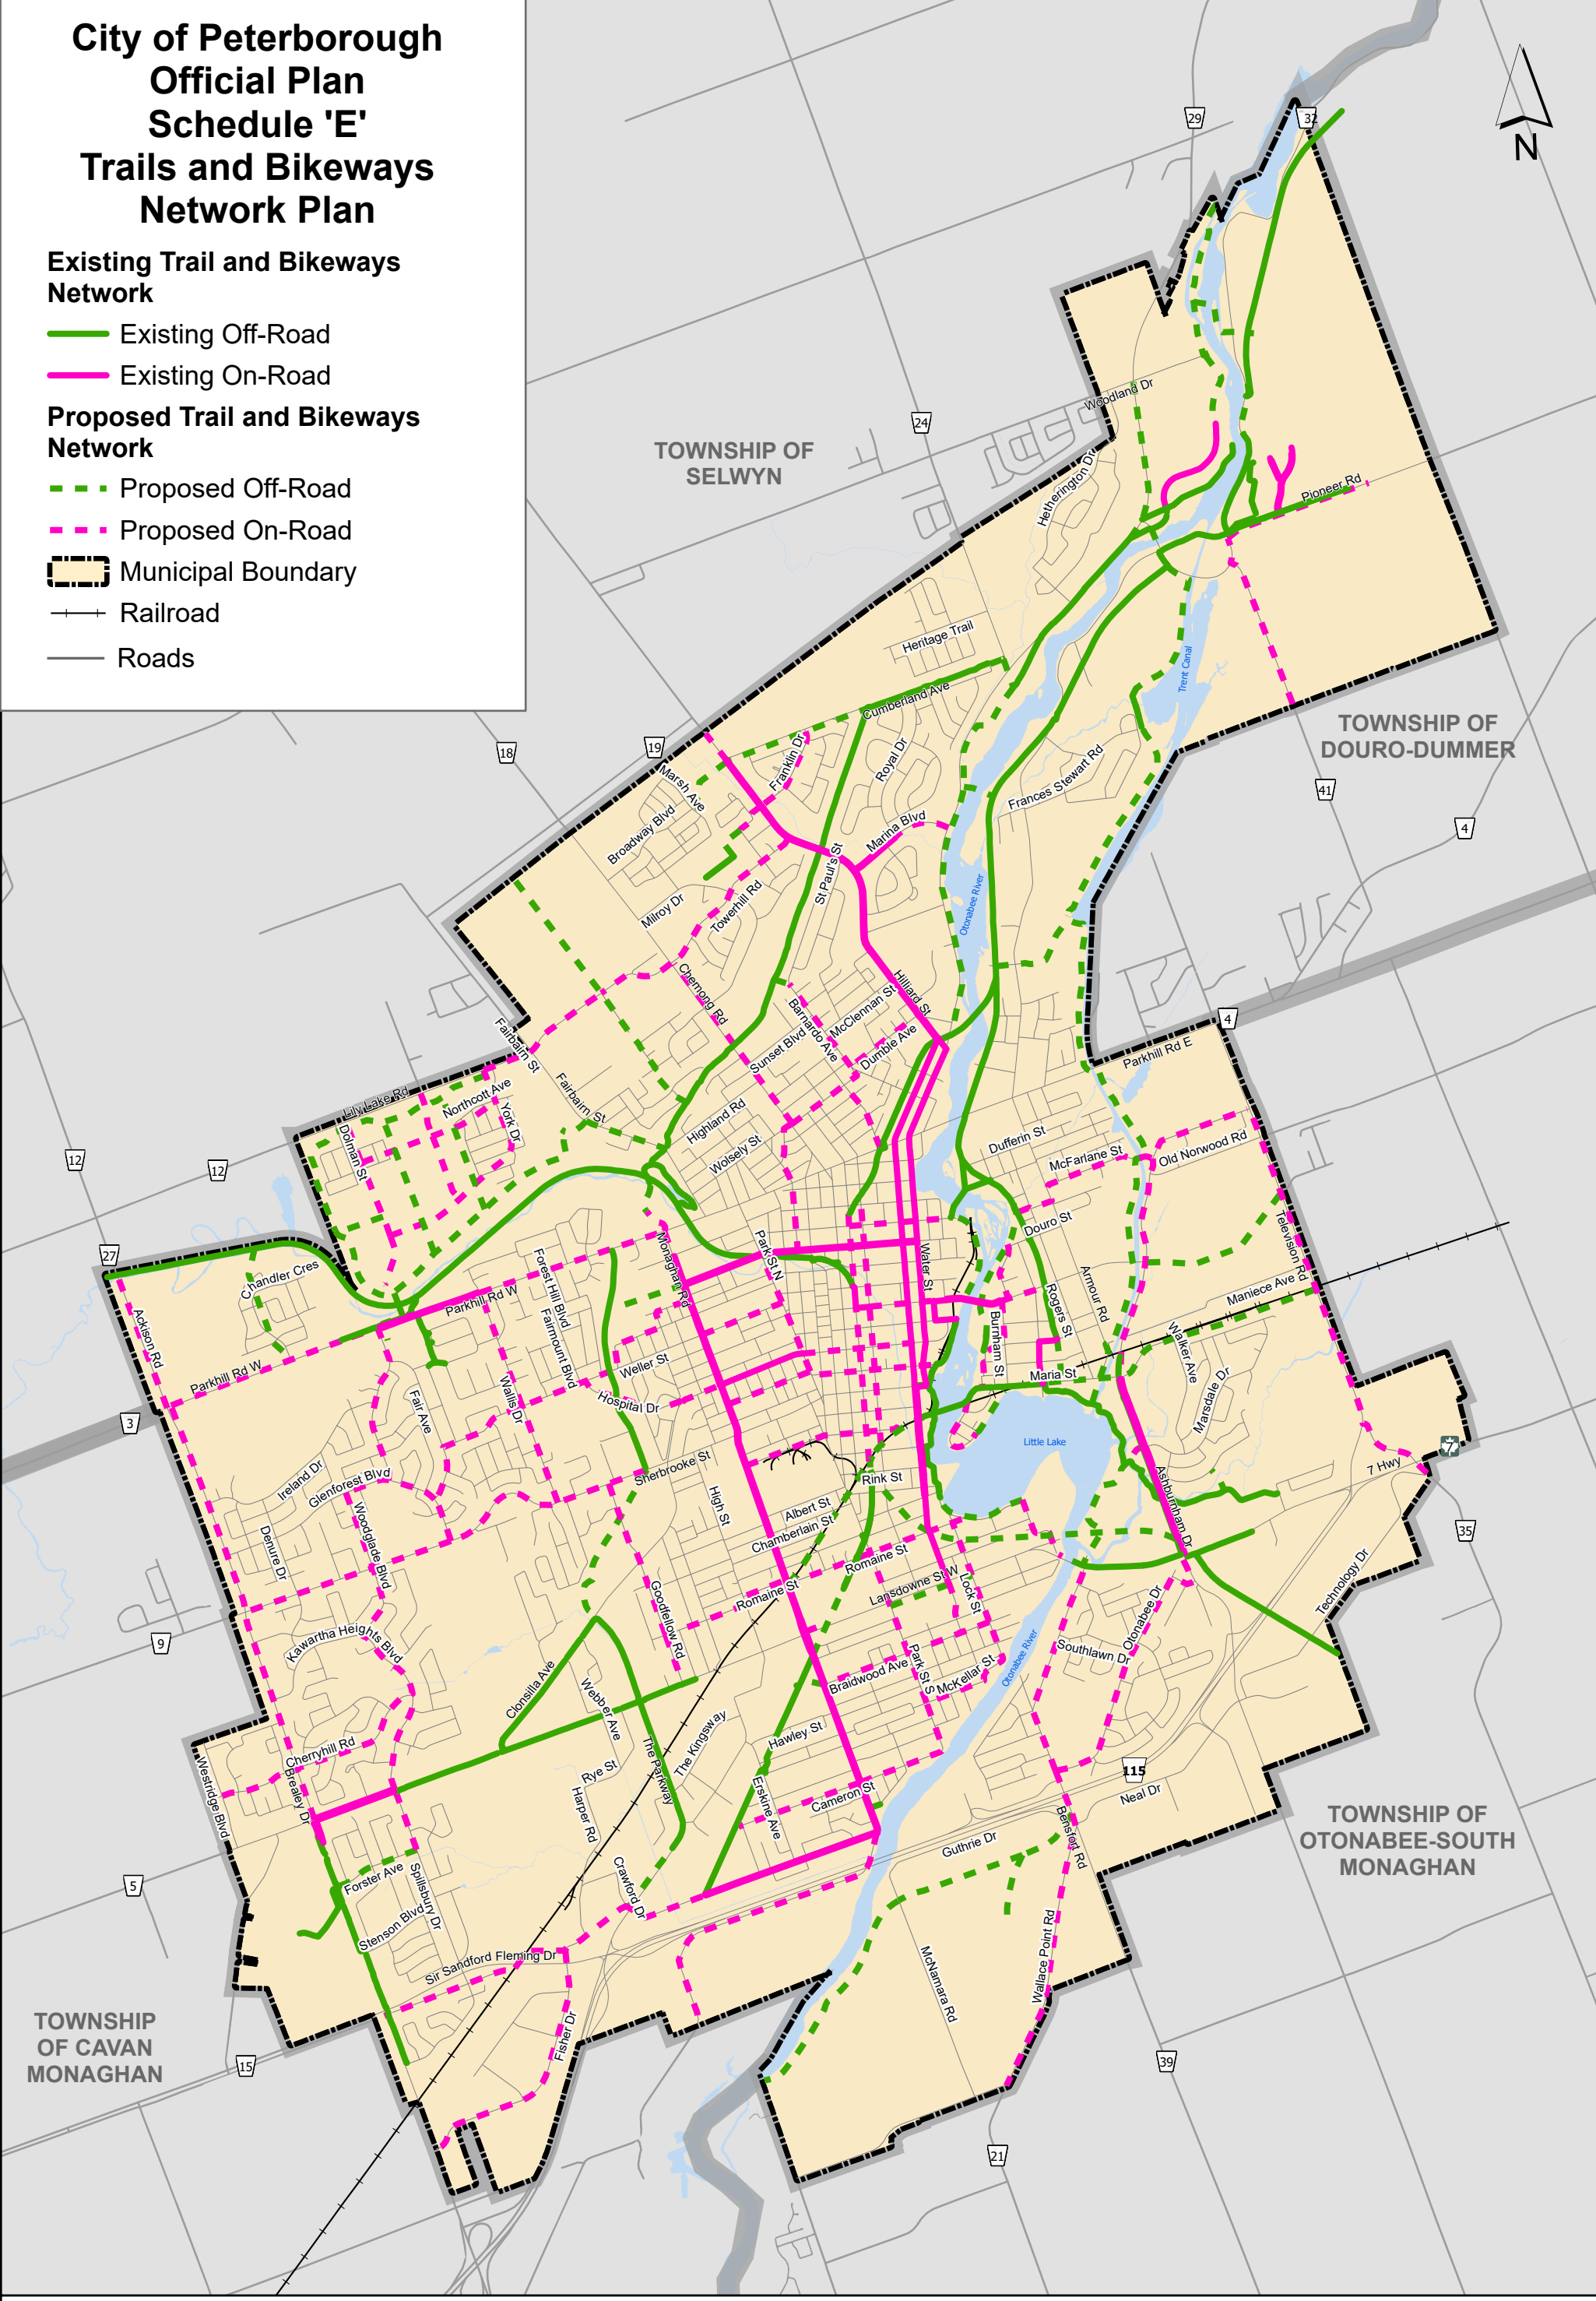 City of Peterborough
Official Plan
Schedule 'E'
Trails and Bikeways
Network Plan
Existing Trail and Bikeways
Network
Existing Off-Road
Existing On-Road
Proposed Trail and Bikeways
Network
Proposed Off-Road
Proposed On-Road
Municipal Boundary
Railroad
Roads
N
29
32
24
TOWNSHIP OF
SELWYN
Woodland Dr
Hetherington Dr
Pioneer Rd
Heritage Trail
Trent Canal
Cumberland Ave
TOWNSHIP OF
DOURO-DUMMER
18
19
41
4
Franklin Dr
Royal Dr
Marsh Ave
Frances Stewart Rd
Broadway Blvd
Marina Blvd
St Paul's St
Milroy Dr
Towerhill Rd
Otonabee River
Chemong Rd
Hilliard St
McClennan St
Barnardo Ave
Sunset Blvd
Dumble Ave
4
Parkhill Rd E
Fairbairn St
Fairbairn St
Lily Lake Rd
Northcott Ave
York Dr
Dolman St
Highland Rd
Wolsely St
Dufferin St
McFarlane St
Old Norwood Rd
12
12
27
Douro St
Television Rd
Park St N
Water St
Monaghan Rd
Chandler Cres
Forest Hill Blvd
Armour Rd
Maniece Ave
Parkhill Rd W
Rogers St
Ackison Rd
Fairmount Blvd
Burnham St
Walker Ave
Parkhill Rd W
Weller St
Maria St
Wallis Dr
Hospital Dr
Marsdale Dr
Fair Ave
3
Little Lake
7
7 Hwy
Sherbrooke St
Ireland Dr
Glenforest Blvd
Rink St
Ashburnham Dr
High St
Albert St
Woodglade Blvd
Chamberlain St
35
Denure Dr
Romaine St
Lansdowne St W
Lock St
Romaine St
Technology Dr
Goodfellow Rd
Otonabee Dr
9
Kawartha Heights Blvd
Southlawn Dr
Otonabee River
Park St S
McKellar St
Braidwood Ave
Clonsilla Ave
Webber Ave
Hawley St
The Kingsway
Cherryhill Rd
The Parkway
Westridge Blvd
Brealey Dr
Rye St
Harper Rd
Erskine Ave
Cameron St
115
Neal Dr
Bensfort Rd
Guthrie Dr
TOWNSHIP OF
OTONABEE-SOUTH
MONAGHAN
5
Forster Ave
Spillsbury Dr
Stenson Blvd
Crawford Dr
Sir Sandford Fleming Dr
Wallace Point Rd
McNamara Rd
Fisher Dr
TOWNSHIP
OF CAVAN
MONAGHAN
15
39
21